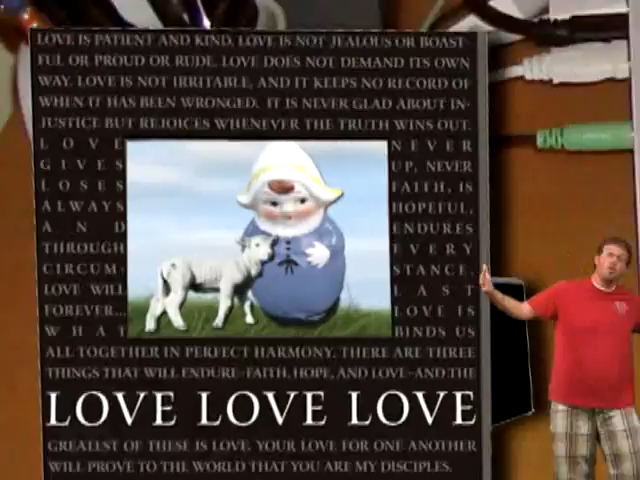 LOVE IS PATIENT AND KIND. LOVE IS NOT JEALOUS OR BOAST-
FUL OR PROUD OR RUDE. LOVE DOES NOT DEMAND ITS OWN
WAY. LOVE IS NOT IRRITABLE, AND IT KEEPS NO RECORD OF
WHEN IT HAS BEEN WRONGED. IT IS NEVER GLAD ABOUT IN-
JUSTICE BUT REJOICES WHENEVER THE TRUTH WINS OUT.
LOVE NEVER
GIVES UP, NEVER
LOSES FAITH, IS
ALWAYS HOPEFUL,
AND ENDURES
THROUGH EVERY
CIRCUM- STANCE.
LOVE WILL LAST
FOREVER... LOVE IS
WHAT BINDS US
ALL TOGETHER IN PERFECT HARMONY. THERE ARE THREE
THINGS THAT WILL ENDURE-FAITH, HOPE, AND LOVE-AND THE
LOVE LOVE LOVE
GREATEST OF THESE IS LOVE. YOUR LOVE FOR ONE ANOTHER
WILL PROVE TO THE WORLD THAT YOU ARE MY DISCIPLES.